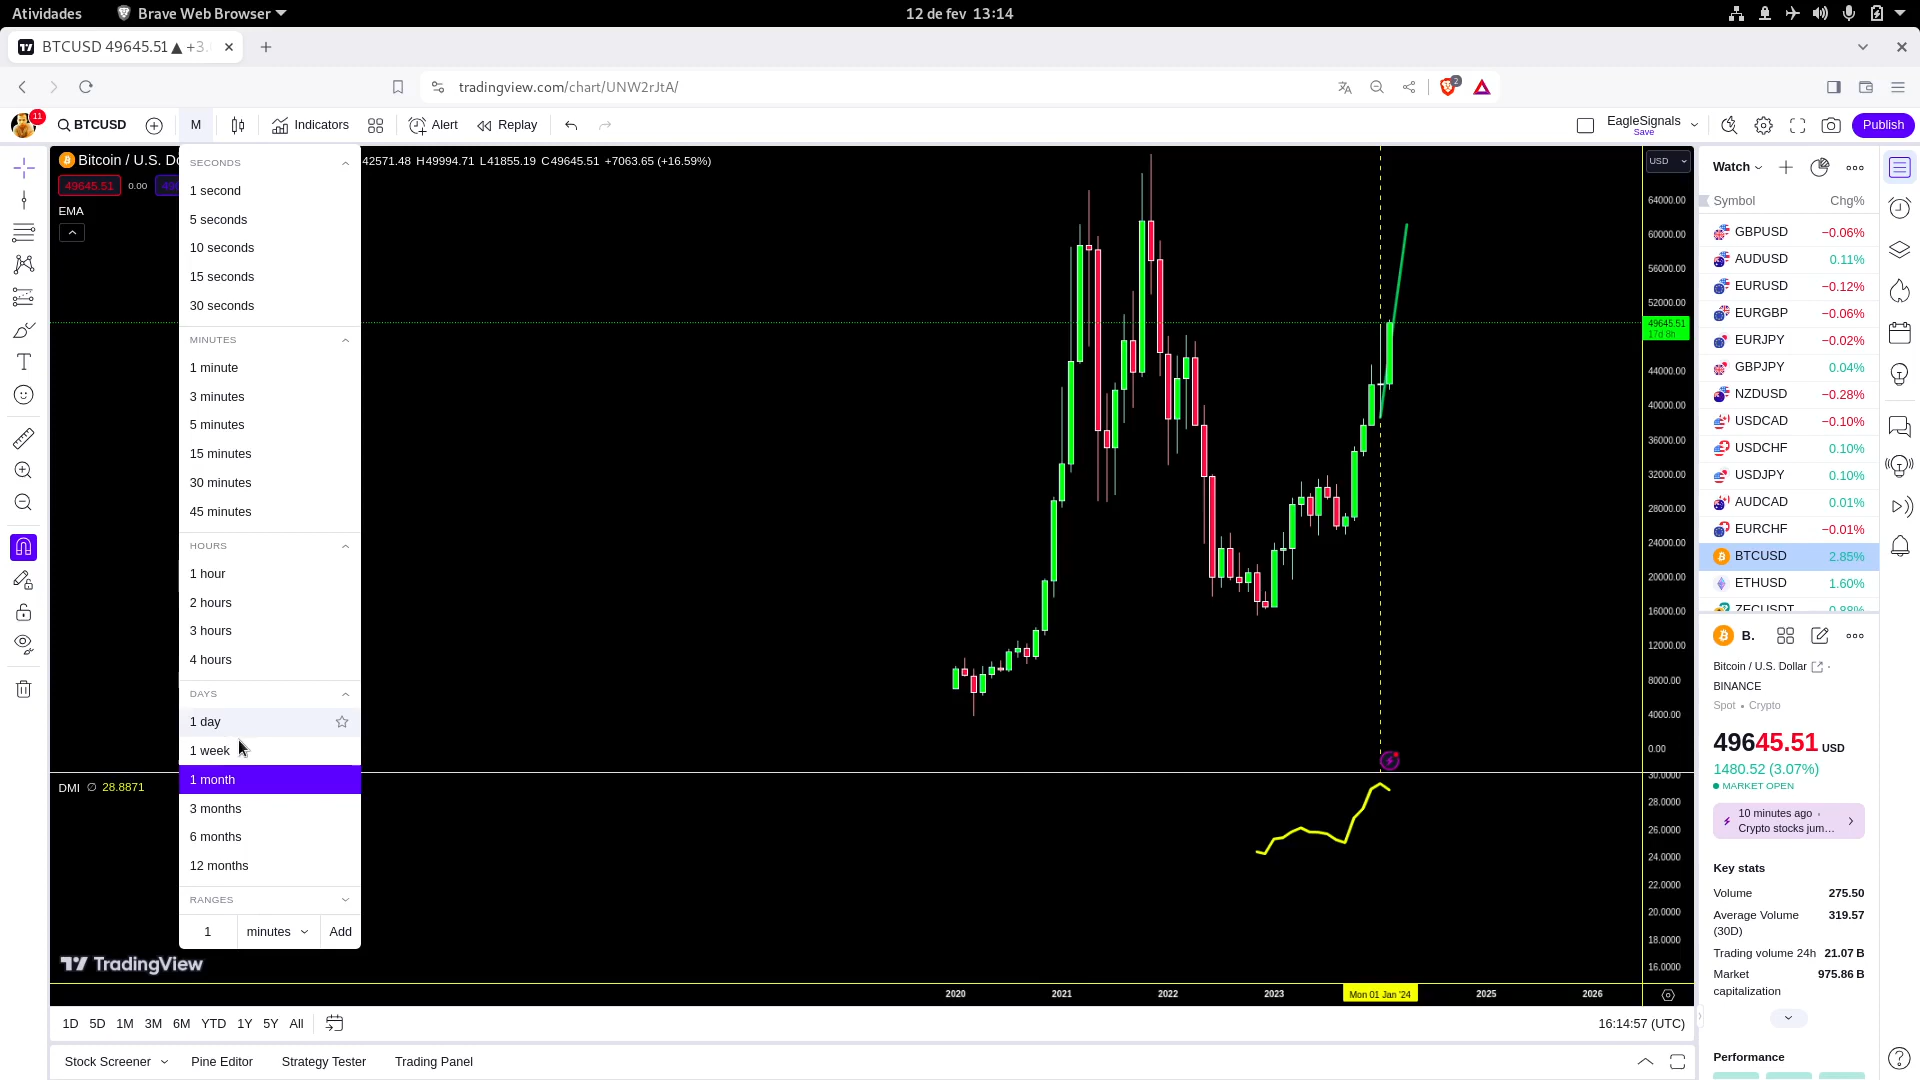 Atividades
Brave Web Browser
12 de fev 13:14
BTCUSD 49645.51 ▲ +3.
tradingview.com/chart/UNW2rJtA/
2
11
BTCUSD
M
Indicators
Alert
Replay
EagleSignals
Save
Publish
Bitcoin / U.S. Do
42571.48 H49994.71 L41855.19 C49645.51 +7063.65 (+16.59%)
49645.51
0.00
EMA
SECONDS
1 second
5 seconds
10 seconds
15 seconds
30 seconds
MINUTES
1 minute
3 minutes
5 minutes
15 minutes
30 minutes
45 minutes
HOURS
1 hour
2 hours
3 hours
4 hours
DAYS
1 day
1 week
1 month
3 months
6 months
12 months
RANGES
1 minutes Add
DMI ∅ 28.8871
TradingView
USD
64000.00
60000.00
56000.00
52000.00
49645.51
17d 8h
44000.00
40000.00
36000.00
32000.00
28000.00
24000.00
20000.00
16000.00
12000.00
8000.00
4000.00
0.00
30.0000
28.0000
26.0000
24.0000
22.0000
20.0000
18.0000
16.0000
2020 2021 2022 2023 Mon 01 Jan '24 2025 2026
1D 5D 1M 3M 6M YTD 1Y 5Y All
16:14:57 (UTC)
Stock Screener
Pine Editor
Strategy Tester
Trading Panel
Watch
Symbol Chg%
GBPUSD −0.06%
AUDUSD 0.11%
EURUSD −0.12%
EURGBP −0.06%
EURJPY −0.02%
GBPJPY 0.04%
NZDUSD −0.28%
USDCAD −0.10%
USDCHF 0.10%
USDJPY 0.10%
AUDCAD 0.01%
EURCHF −0.01%
BTCUSD 2.85%
ETHUSD 1.60%
ZECUSDT 0.88%
B.
Bitcoin / U.S. Dollar
BINANCE
Spot • Crypto
49645.51 USD
1480.52 (3.07%)
MARKET OPEN
10 minutes ago ·
Crypto stocks jum...
Key stats
Volume 275.50
Average Volume 319.57
(30D)
Trading volume 24h 21.07 B
Market 975.86 B
capitalization
Performance